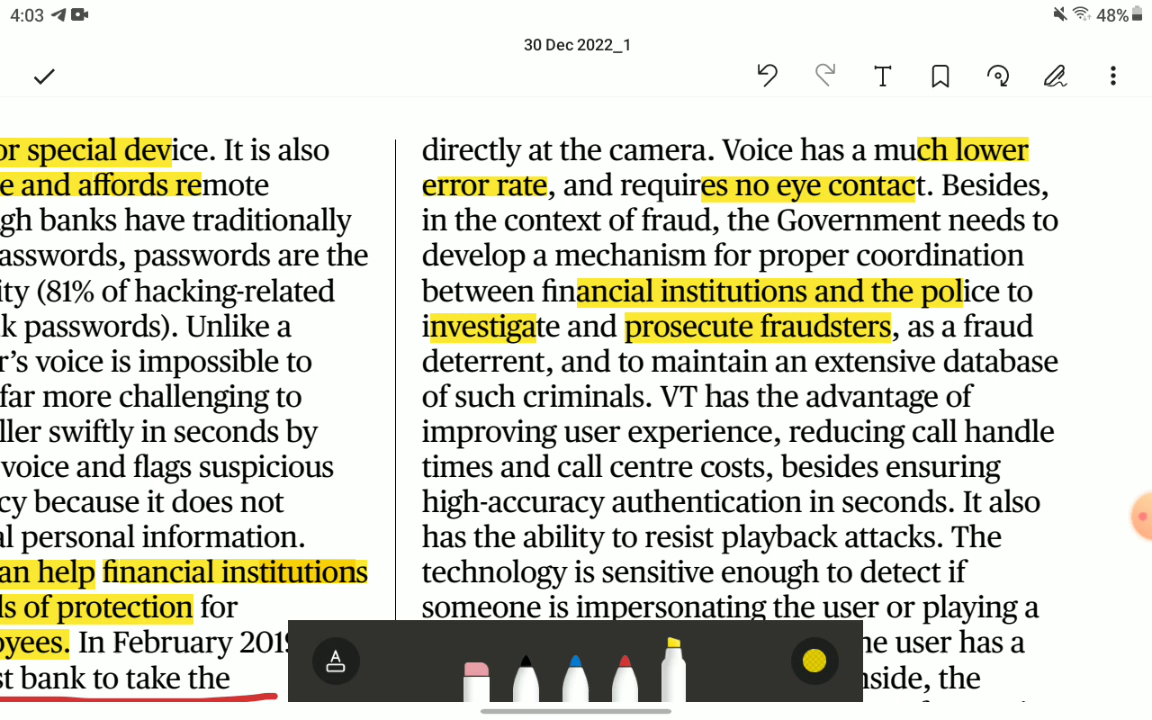 4:03
48%
30 Dec 2022_1
T
or special device. It is also
e and affords remote
gh banks have traditionally
asswords, passwords are the
ity (81% of hacking-related
k passwords). Unlike a
r’s voice is impossible to
far more challenging to
ller swiftly in seconds by
voice and flags suspicious
cy because it does not
al personal information.
an help financial institutions
ls of protection for
oyees. In February 2019
st bank to take the
directly at the camera. Voice has a much lower
error rate, and requires no eye contact. Besides,
in the context of fraud, the Government needs to
develop a mechanism for proper coordination
between financial institutions and the police to
investigate and prosecute fraudsters, as a fraud
deterrent, and to maintain an extensive database
of such criminals. VT has the advantage of
improving user experience, reducing call handle
times and call centre costs, besides ensuring
high-accuracy authentication in seconds. It also
has the ability to resist playback attacks. The
technology is sensitive enough to detect if
someone is impersonating the user or playing a
he user has a
nside, the
A